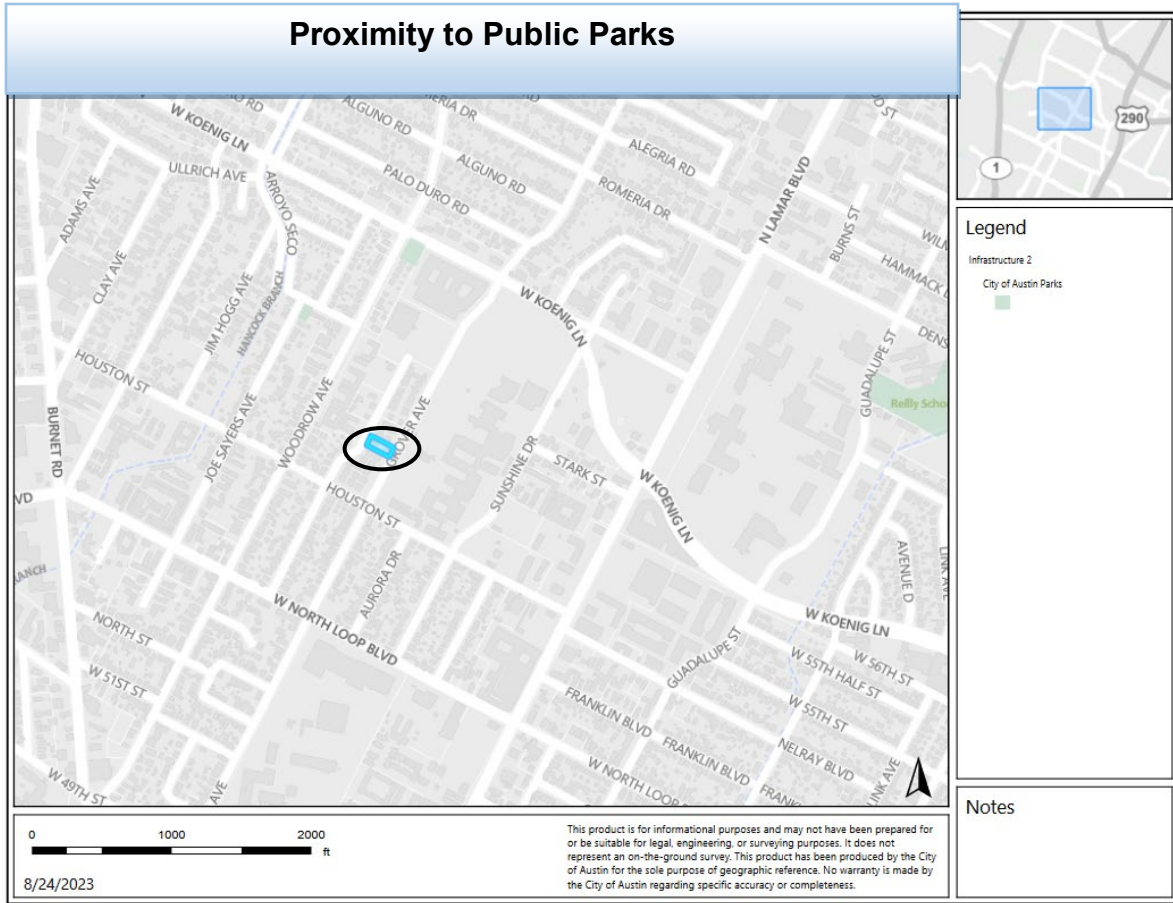 Proximity to Public Parks
W KOENIG LN
ALGUNO RD
ULLRICH AVE
ARROYO SECO
PALO DURO RD
ALGUNO RD
ALEGRIA RD
ROMERIA DR
N LAMAR BLVD
BURNS ST
HAMMACK
ADAMS AVE
CLAY AVE
JIM HOGG AVE
HANCOCK BRANCH
W KOENIG LN
GUADALUPE ST
HOUSTON ST
BURNET RD
JOE SAYERS AVE
WOODROW AVE
GROVER AVE
SUNSHINE DR
STARK ST
HOUSTON ST
W KOENIG LN
AURORA DR
AVENUE D
W NORTH LOOP BLVD
NORTH ST
W 51ST ST
GUADALUPE ST
W KOENIG LN
W 56TH ST
W 55TH HALF ST
W 55TH ST
FRANKLIN BLVD
FRANKLIN BLVD
NELRAY BLVD
LINK AVE
W 49TH ST
AVE
W NORTH LOOP
290
1
Legend
Infrastructure 2
City of Austin Parks
Notes
0 1000 2000
ft
8/24/2023
This product is for informational purposes and may not have been prepared for
or be suitable for legal, engineering, or surveying purposes. It does not
represent an on-the-ground survey. This product has been produced by the City
of Austin for the sole purpose of geographic reference. No warranty is made by
the City of Austin regarding specific accuracy or completeness.